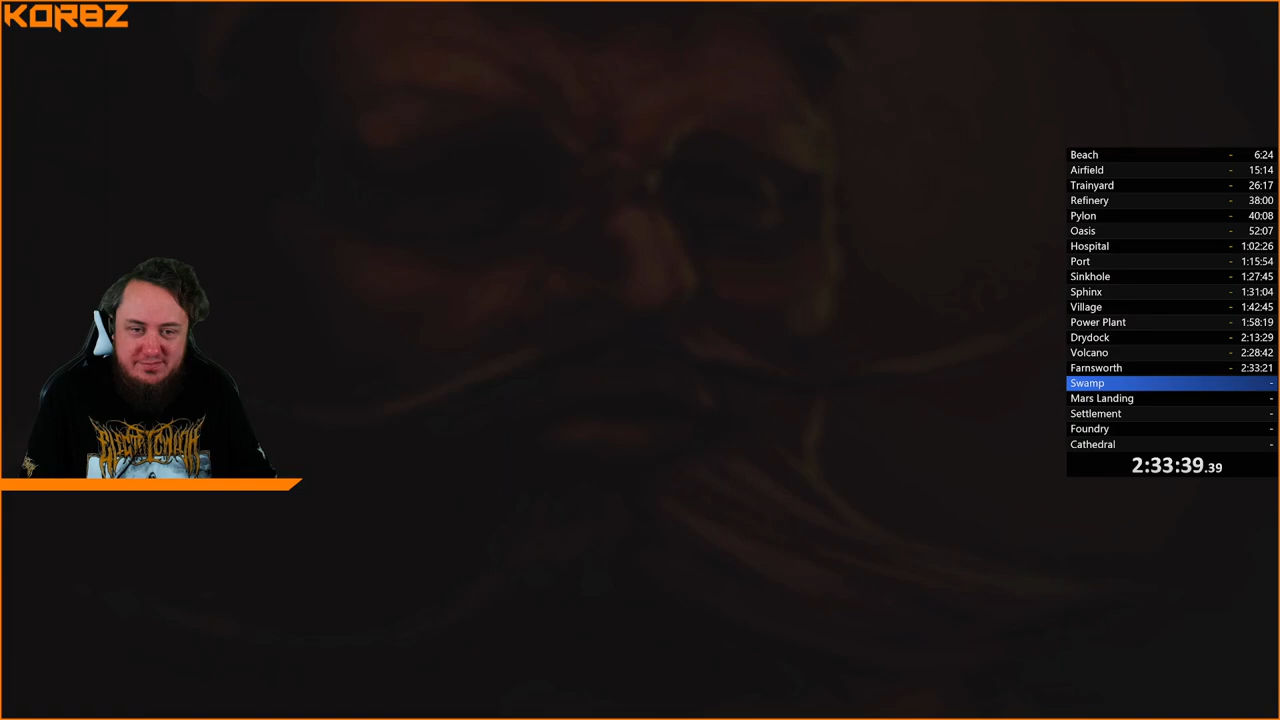 KORBZ
Beach - 6:24
Airfield - 15:14
Trainyard - 26:17
Refinery - 38:00
Pylon - 40:08
Oasis - 52:07
Hospital - 1:02:26
Port - 1:15:54
Sinkhole - 1:27:45
Sphinx - 1:31:04
Village - 1:42:45
Power Plant - 1:58:19
Drydock - 2:13:29
Volcano - 2:28:42
Farnsworth - 2:33:21
Swamp -
Mars Landing -
Settlement -
Foundry -
Cathedral -
2:33:39.39